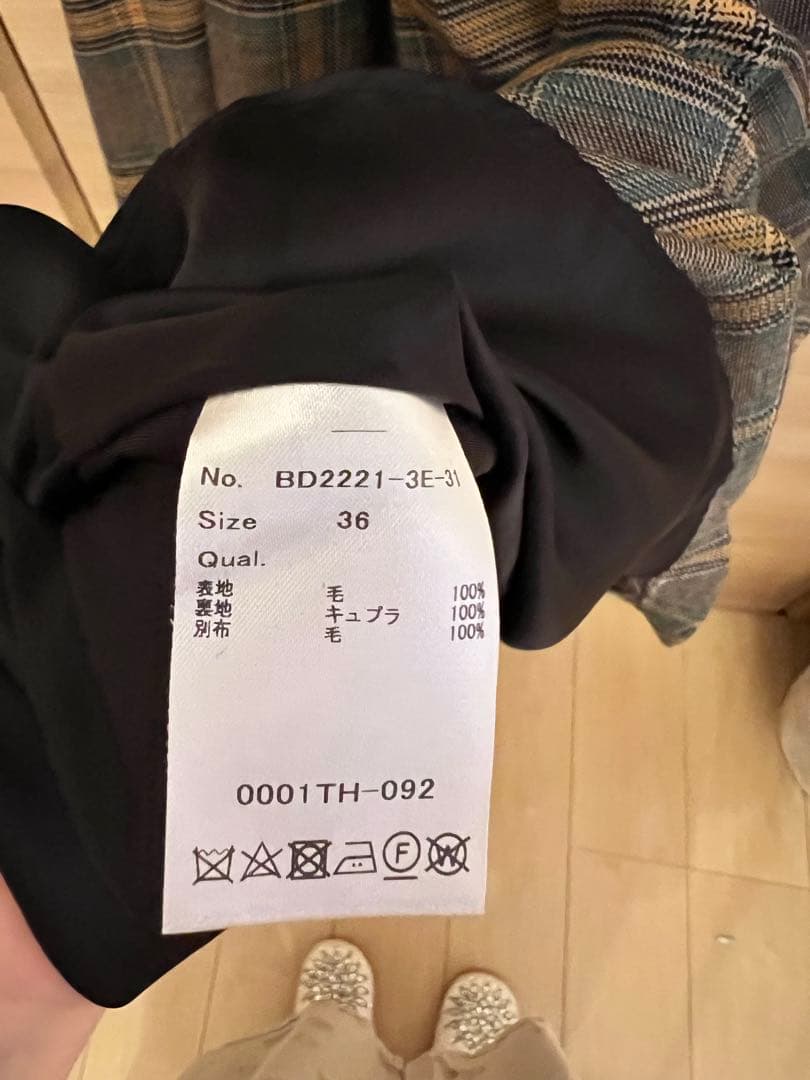 No. BD2221-3E-31
Size 36
Qual.
表地 毛 100%
裏地 キュプラ 100%
別布 毛 100%
0001TH-092
F W